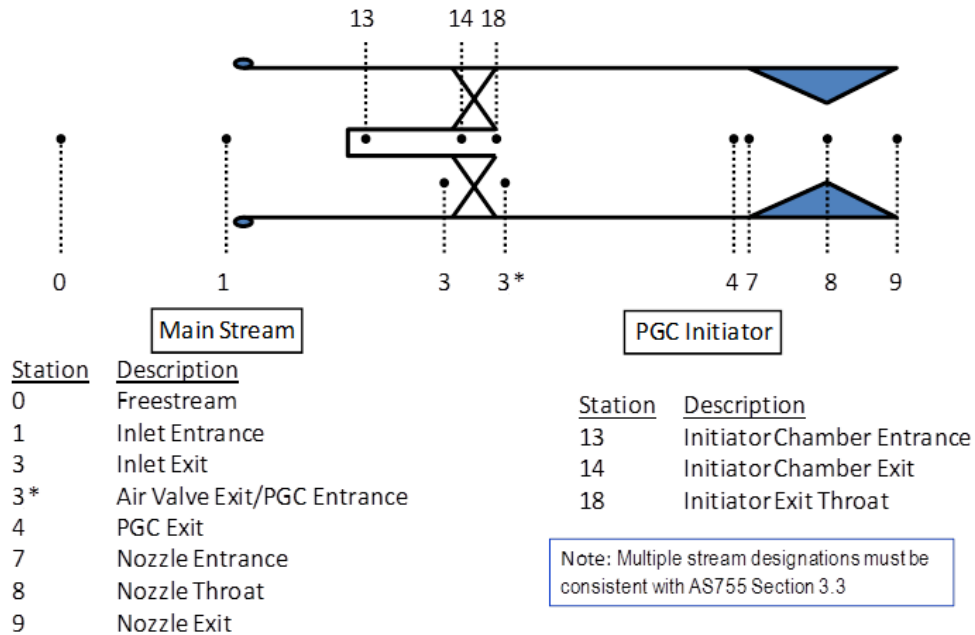 13 14 18
0 1 3 3* 4 7 8 9
Main Stream
Station Description
0 Freestream
1 Inlet Entrance
3 Inlet Exit
3* Air Valve Exit/PGC Entrance
4 PGC Exit
7 Nozzle Entrance
8 Nozzle Throat
9 Nozzle Exit
PGC Initiator
Station Description
13 Initiator Chamber Entrance
14 Initiator Chamber Exit
18 Initiator Exit Throat
Note: Multiple stream designations must be
consistent with AS755 Section 3.3